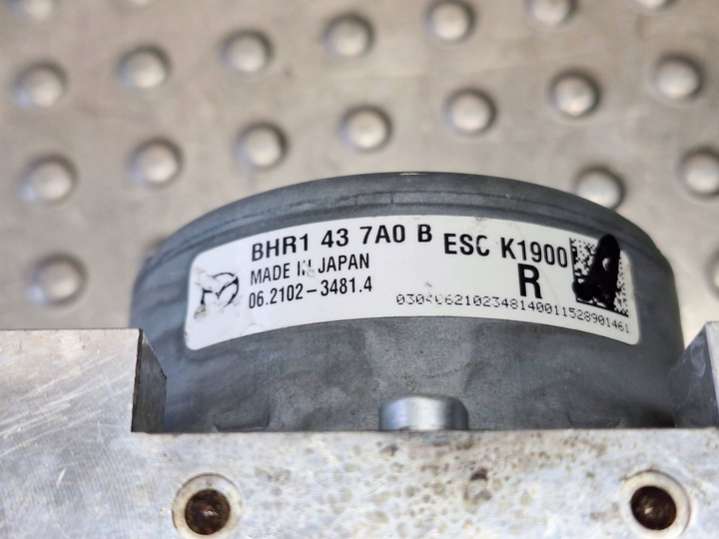 BHR1 43 7A0 B ESC K1900
MADE IN JAPAN R
06.2102-3481.4